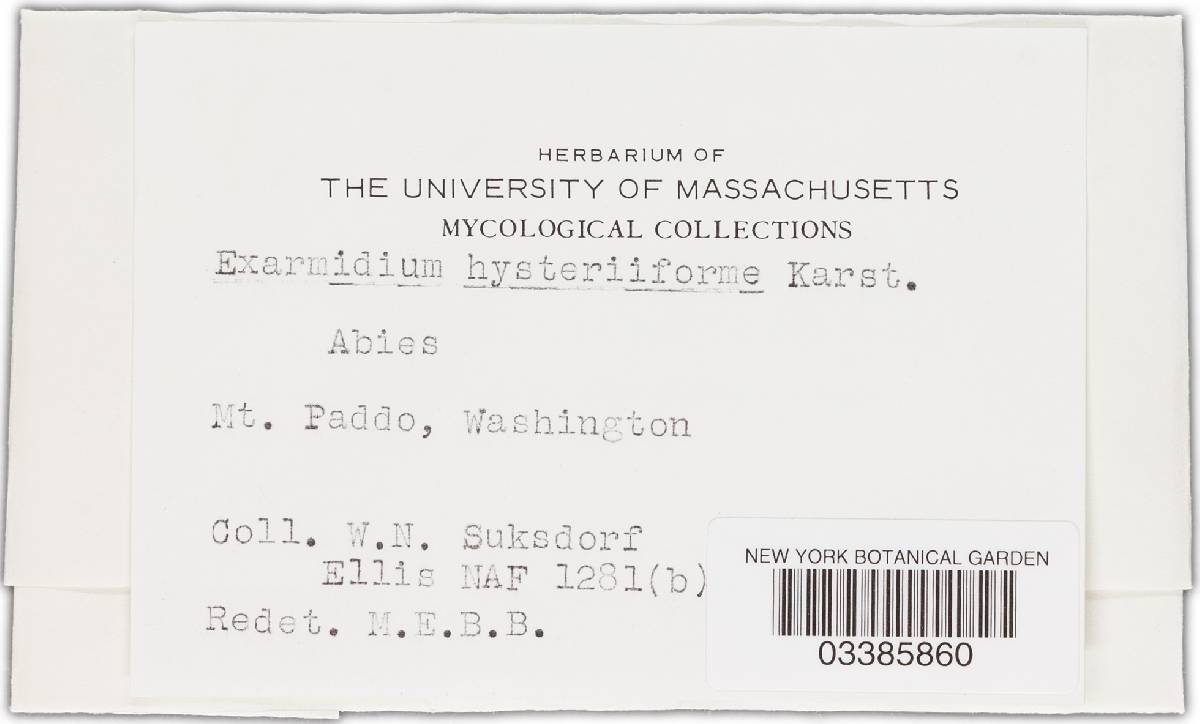 HERBARIUM OF
THE UNIVERSITY OF MASSACHUSETTS
MYCOLOGICAL COLLECTIONS
Exarmidium hysteriiforme Karst.
Abies
Mt. Paddo, Washington
Coll. W.N. Suksdorf
Ellis NAF 1281(b)
Redet. M.E.B.B.
NEW YORK BOTANICAL GARDEN
03385860